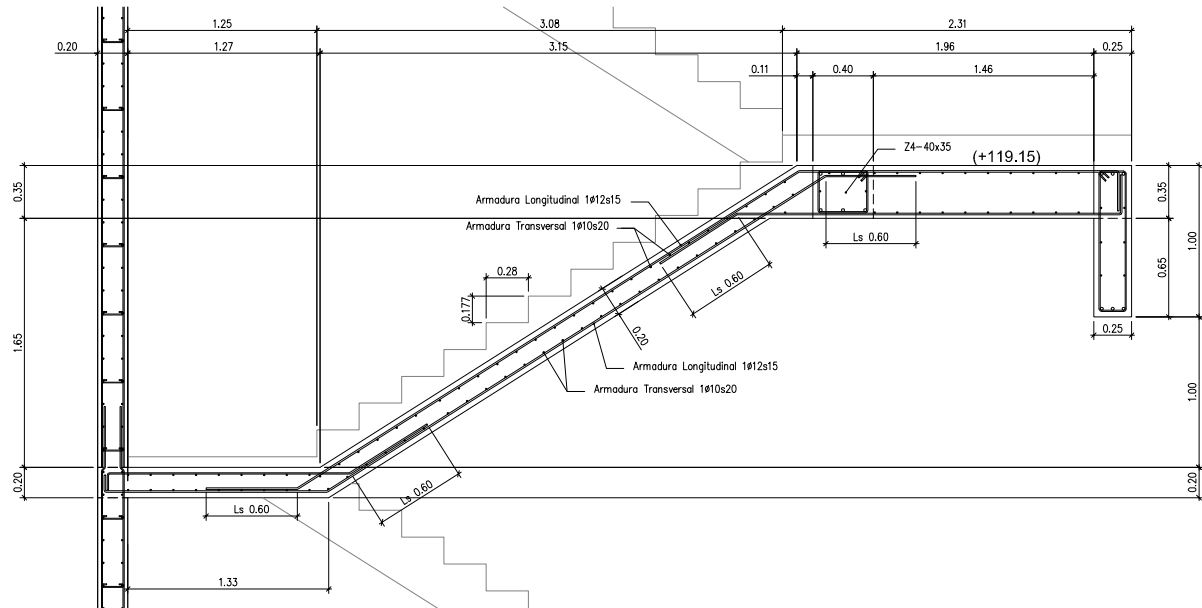 1.25
3.08
2.31
0.20
1.27
3.15
1.96
0.25
0.11
0.40
1.46
Z4-40x35
(+119.15)
0.35
Armadura Longitudinal 1ø12s15
Armadura Transversal 1ø10s20
0.35
1.00
Ls 0.60
0.28
Ls 0.60
0.177
0.65
0.20
0.25
1.65
Armadura Longitudinal 1ø12s15
Armadura Transversal 1ø10s20
1.00
0.20
Ls 0.60
Ls 0.60
0.20
1.33